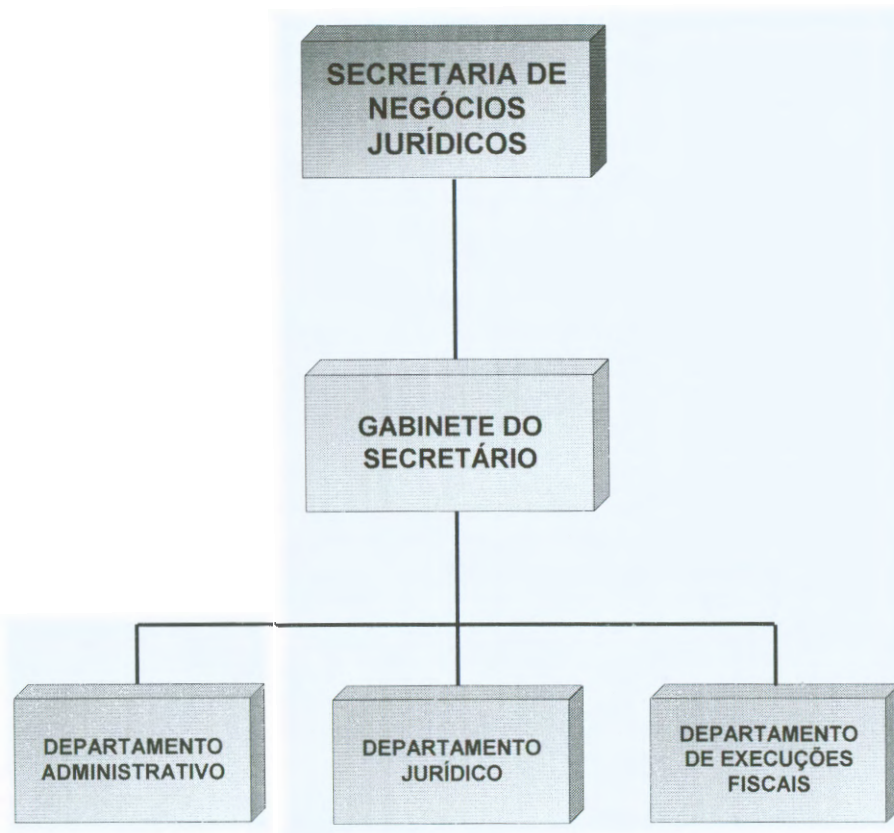 SECRETARIA DE
NEGÓCIOS
JURÍDICOS
GABINETE DO
SECRETÁRIO
DEPARTAMENTO
ADMINISTRATIVO
DEPARTAMENTO
JURÍDICO
DEPARTAMENTO
DE EXECUÇÕES
FISCAIS